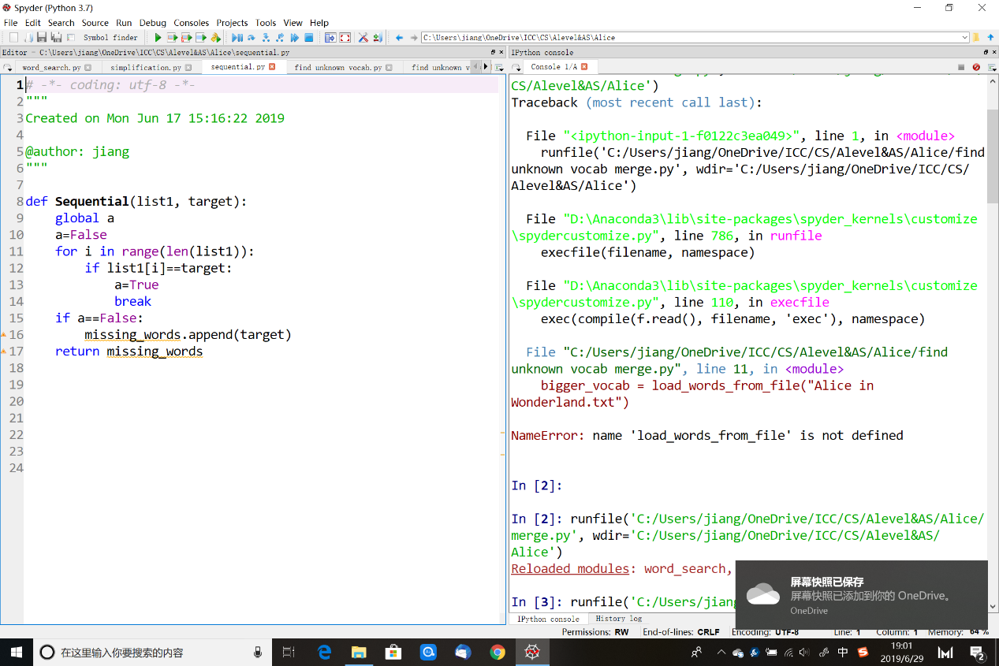 Spyder (Python 3.7)
File Edit Search Source Run Debug Consoles Projects Tools View Help
Symbol finder
C:\Users\jiang\OneDrive\ICC\CS\Alevel&AS\Alice
Editor - C:\Users\jiang\OneDrive\ICC\CS\Alevel&AS\Alice\sequential.py
word_search.py simplification.py sequential.py find unknown vocab.py find unknown v
1 # -*- coding: utf-8 -*-
2 """
3 Created on Mon Jun 17 15:16:22 2019
4
5 @author: jiang
6 """
7
8 def Sequential(list1, target):
9 global a
10 a=False
11 for i in range(len(list1)):
12 if list1[i]==target:
13 a=True
14 break
15 if a==False:
16 missing_words.append(target)
17 return missing_words
18
19
20
21
22
23
24
IPython console
Console 1/A
CS/Alevel&AS/Alice')
Traceback (most recent call last):
File "<ipython-input-1-f0122c3ea049>", line 1, in <module>
runfile('C:/Users/jiang/OneDrive/ICC/CS/Alevel&AS/Alice/find
unknown vocab merge.py', wdir='C:/Users/jiang/OneDrive/ICC/CS/
Alevel&AS/Alice')
File "D:\Anaconda3\lib\site-packages\spyder_kernels\customize
\spydercustomize.py", line 786, in runfile
execfile(filename, namespace)
File "D:\Anaconda3\lib\site-packages\spyder_kernels\customize
\spydercustomize.py", line 110, in execfile
exec(compile(f.read(), filename, 'exec'), namespace)
File "C:/Users/jiang/OneDrive/ICC/CS/Alevel&AS/Alice/find
unknown vocab merge.py", line 11, in <module>
bigger_vocab = load_words_from_file("Alice in
Wonderland.txt")
NameError: name 'load_words_from_file' is not defined
In [2]:
In [2]: runfile('C:/Users/jiang/OneDrive/ICC/CS/Alevel&AS/Alice/
merge.py', wdir='C:/Users/jiang/OneDrive/ICC/CS/Alevel&AS/
Alice')
Reloaded modules: word_search,
In [3]: runfile('C:/Users/jiang
屏幕快照已保存
屏幕快照已添加到你的 OneDrive。
OneDrive
IPython console History log
Permissions: RW End-of-lines: CRLF Encoding: UTF-8 Line: 1 Column: 1 Memory: 64 %
在这里输入你要搜索的内容
中
19:01
2019/6/29
2